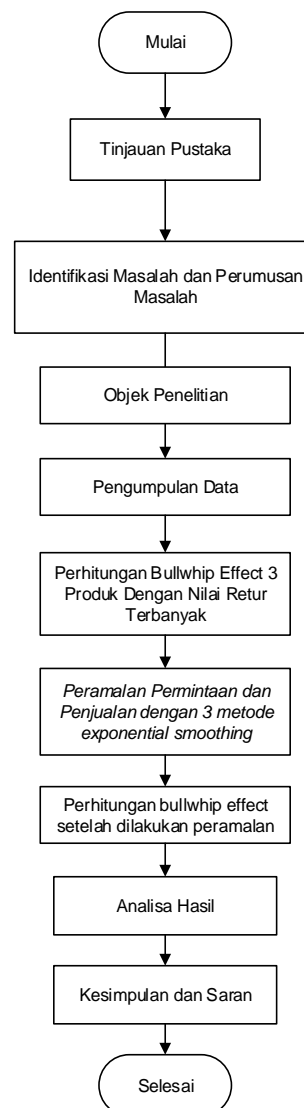 Mulai
Tinjauan Pustaka
Identifikasi Masalah dan Perumusan
Masalah
Objek Penelitian
Pengumpulan Data
Perhitungan Bullwhip Effect 3
Produk Dengan Nilai Retur
Terbanyak
Peramalan Permintaan dan
Penjualan dengan 3 metode
exponential smoothing
Perhitungan bullwhip effect
setelah dilakukan peramalan
Analisa Hasil
Kesimpulan dan Saran
Selesai